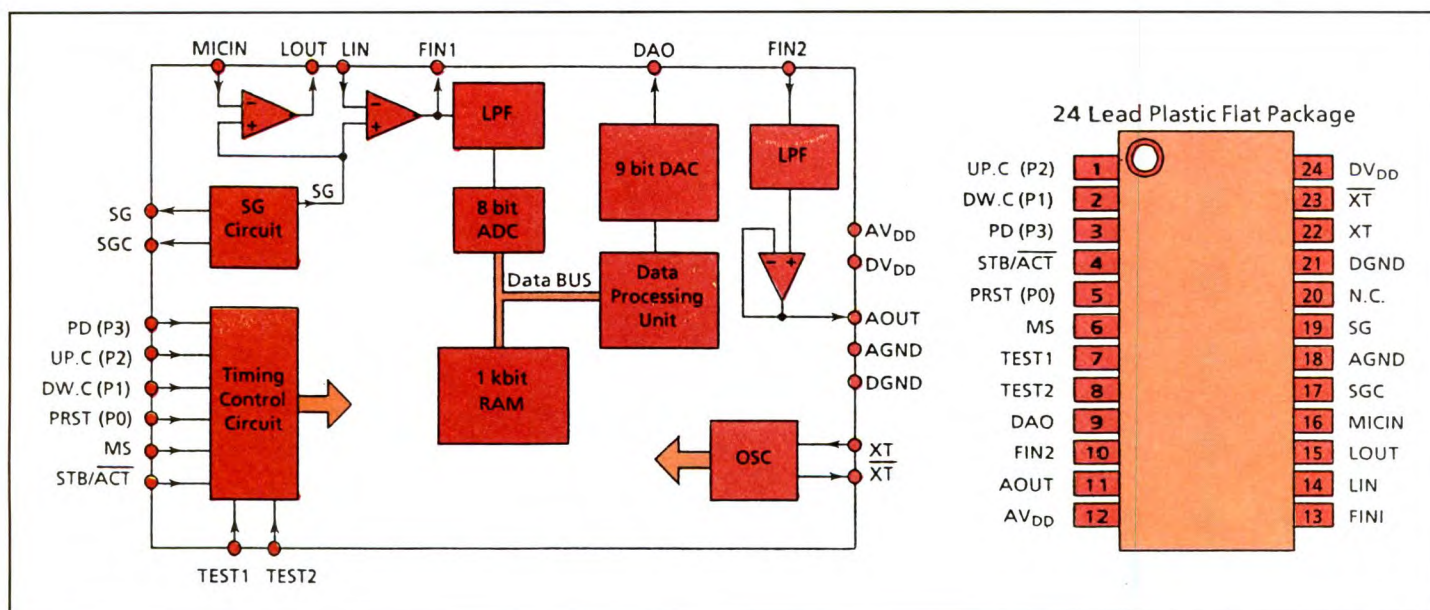 MICIN LOUT LIN FIN1 DAO FIN2
LPF
9 bit DAC
LPF
SG
SG
Circuit
SG
SGC
8 bit
ADC
AVDD
DVDD
Data BUS
Data
Processing
Unit
AOUT
AGND
DGND
PD (P3)
UP.C (P2)
DW.C (P1)
PRST (P0)
MS
STB/A̅C̅T̅
Timing
Control
Circuit
1 kbit
RAM
OSC
XT
X̅T̅
TEST1 TEST2
24 Lead Plastic Flat Package
UP.C (P2) 1 24 DVDD
DW.C (P1) 2 23 X̅T̅
PD (P3) 3 22 XT
STB/A̅C̅T̅ 4 21 DGND
PRST (P0) 5 20 N.C.
MS 6 19 SG
TEST1 7 18 AGND
TEST2 8 17 SGC
DAO 9 16 MICIN
FIN2 10 15 LOUT
AOUT 11 14 LIN
AVDD 12 13 FINI